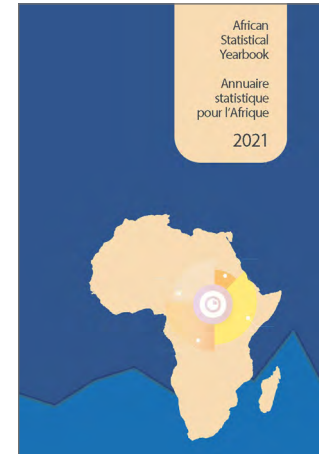 African
Statistical
Yearbook
Annuaire
statistique
pour l'Afrique
2021